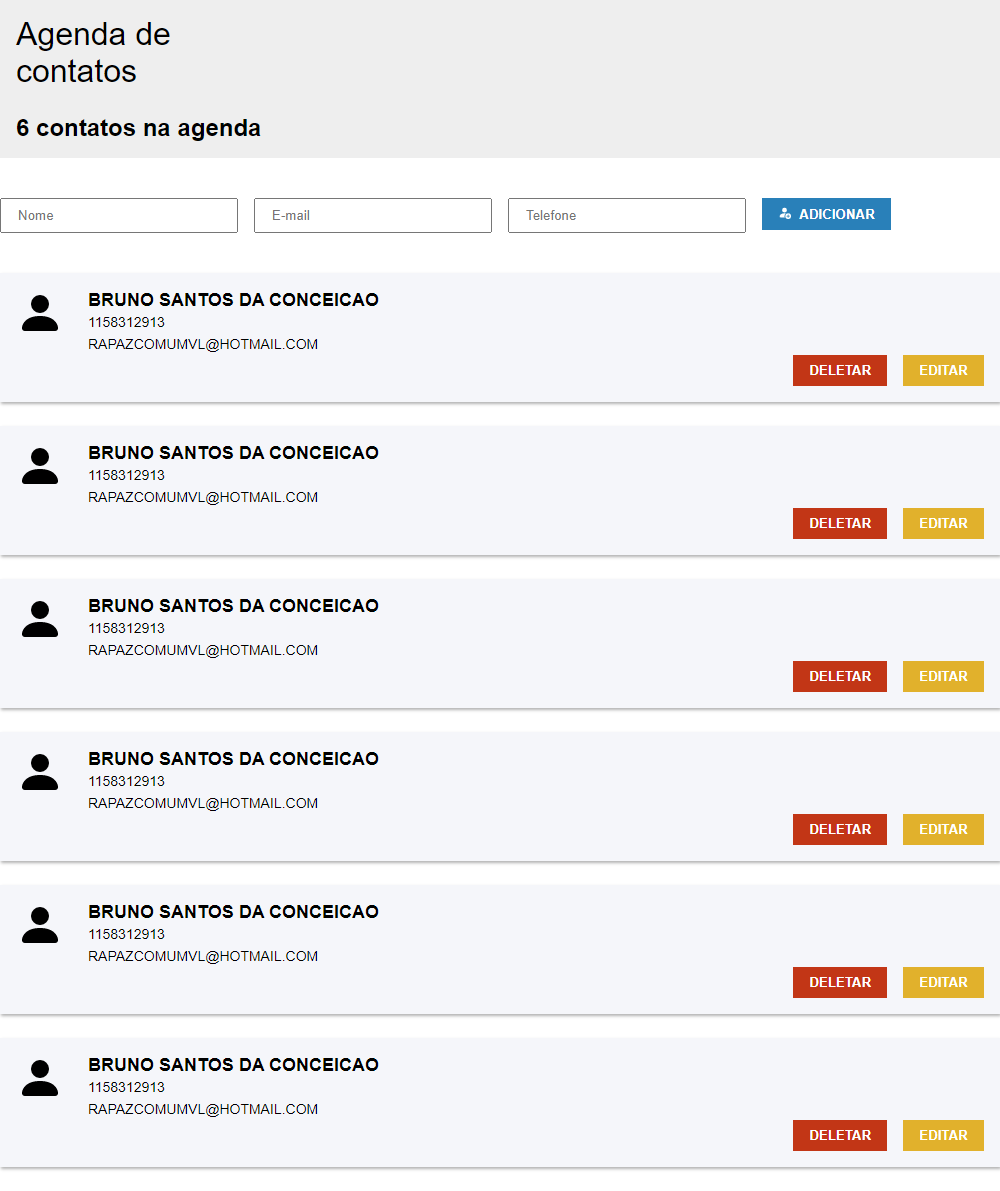 Agenda de
contatos
6 contatos na agenda
Nome E-mail Telefone ADICIONAR
BRUNO SANTOS DA CONCEICAO
1158312913
RAPAZCOMUMVL@HOTMAIL.COM
DELETAR EDITAR
BRUNO SANTOS DA CONCEICAO
1158312913
RAPAZCOMUMVL@HOTMAIL.COM
DELETAR EDITAR
BRUNO SANTOS DA CONCEICAO
1158312913
RAPAZCOMUMVL@HOTMAIL.COM
DELETAR EDITAR
BRUNO SANTOS DA CONCEICAO
1158312913
RAPAZCOMUMVL@HOTMAIL.COM
DELETAR EDITAR
BRUNO SANTOS DA CONCEICAO
1158312913
RAPAZCOMUMVL@HOTMAIL.COM
DELETAR EDITAR
BRUNO SANTOS DA CONCEICAO
1158312913
RAPAZCOMUMVL@HOTMAIL.COM
DELETAR EDITAR